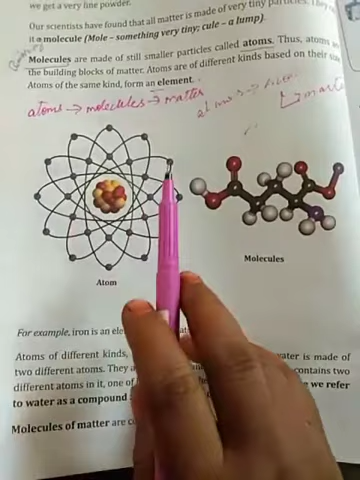 we get a very fine powder.
Our scientists have found that all matter is made of very tiny particles. They
it a molecule (Mole – something very tiny; cule – a lump).
Molecules are made of still smaller particles called atoms. Thus, atoms
the building blocks of matter. Atoms are of different kinds based on their
Atoms of the same kind, form an element.
atoms → molecules → matter
Atom
Molecules
For example, iron is an
Atoms of different kinds, water is made of
two different atoms. They contains two
different atoms in it, one of we refer
to water as a compound
Molecules of matter are